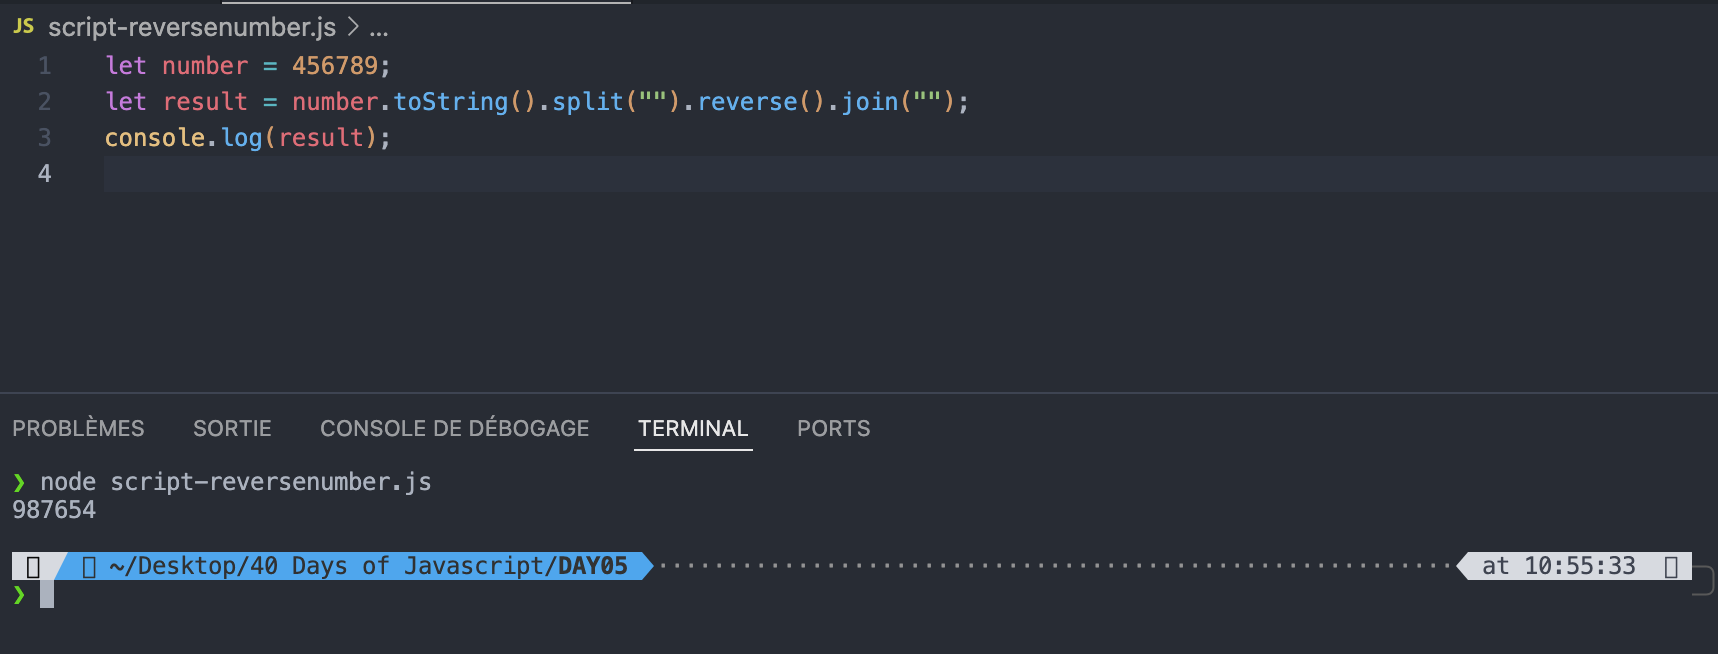 JS script-reversenumber.js > ...
1 let number = 456789;
2 let result = number.toString().split("").reverse().join("");
3 console.log(result);
4
PROBLÈMES SORTIE CONSOLE DE DÉBOGAGE TERMINAL PORTS
❯ node script-reversenumber.js
987654
~/Desktop/40 Days of Javascript/DAY05 at 10:55:33
❯